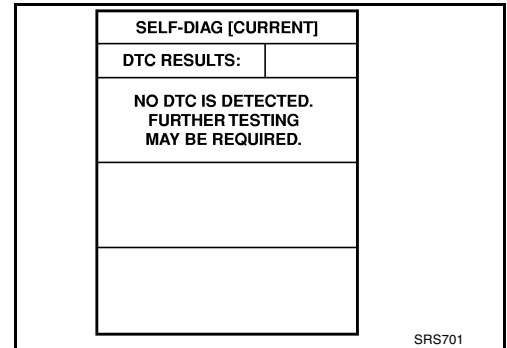 SELF-DIAG [CURRENT]
DTC RESULTS:
NO DTC IS DETECTED.
FURTHER TESTING
MAY BE REQUIRED.
SRS701